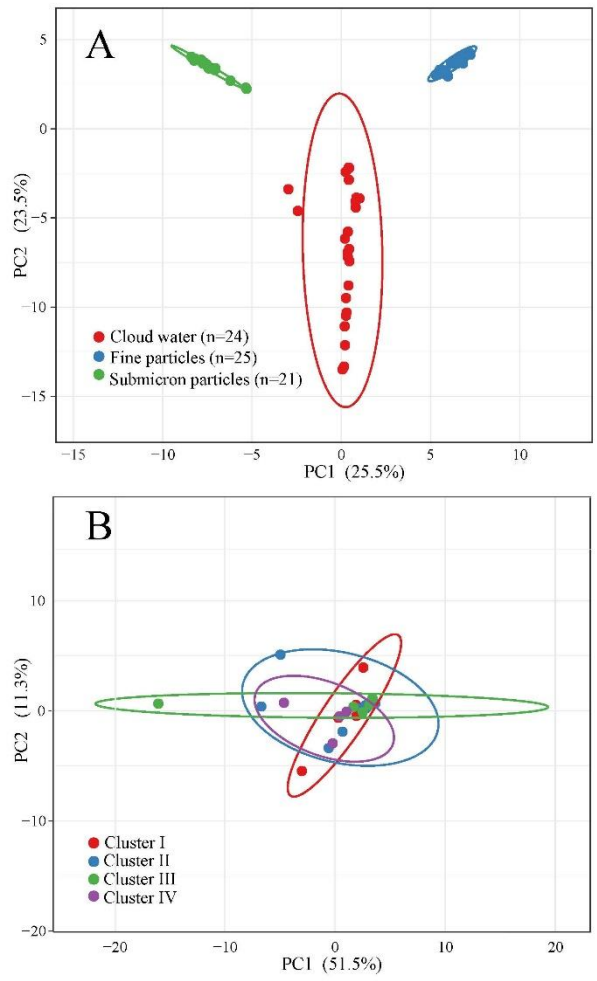 A
5
0
−5
−10
−15
PC2 (23.5%)
Cloud water (n=24)
Fine particles (n=25)
Submicron particles (n=21)
−15 −10 −5 0 5 10
PC1 (25.5%)
B
10
0
−10
−20
PC2 (11.3%)
Cluster I
Cluster II
Cluster III
Cluster IV
−20 −10 0 10 20
PC1 (51.5%)